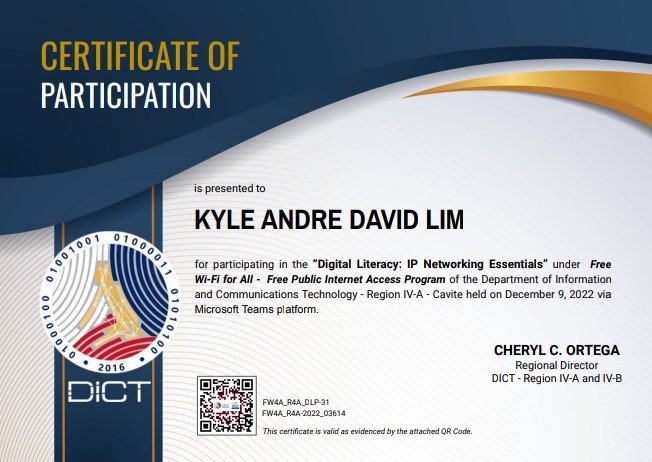 CERTIFICATE OF
PARTICIPATION
is presented to
KYLE ANDRE DAVID LIM
for participating in the “Digital Literacy: IP Networking Essentials” under Free
Wi-Fi for All - Free Public Internet Access Program of the Department of Information
and Communications Technology - Region IV-A - Cavite held on December 9, 2022 via
Microsoft Teams platform.
01001001 01000011 01010100
• 2016 •
DICT
CHERYL C. ORTEGA
Regional Director
DICT - Region IV-A and IV-B
FW4A_R4A_DLP-31
FW4A_R4A-2022_03614
This certificate is valid as evidenced by the attached QR Code.